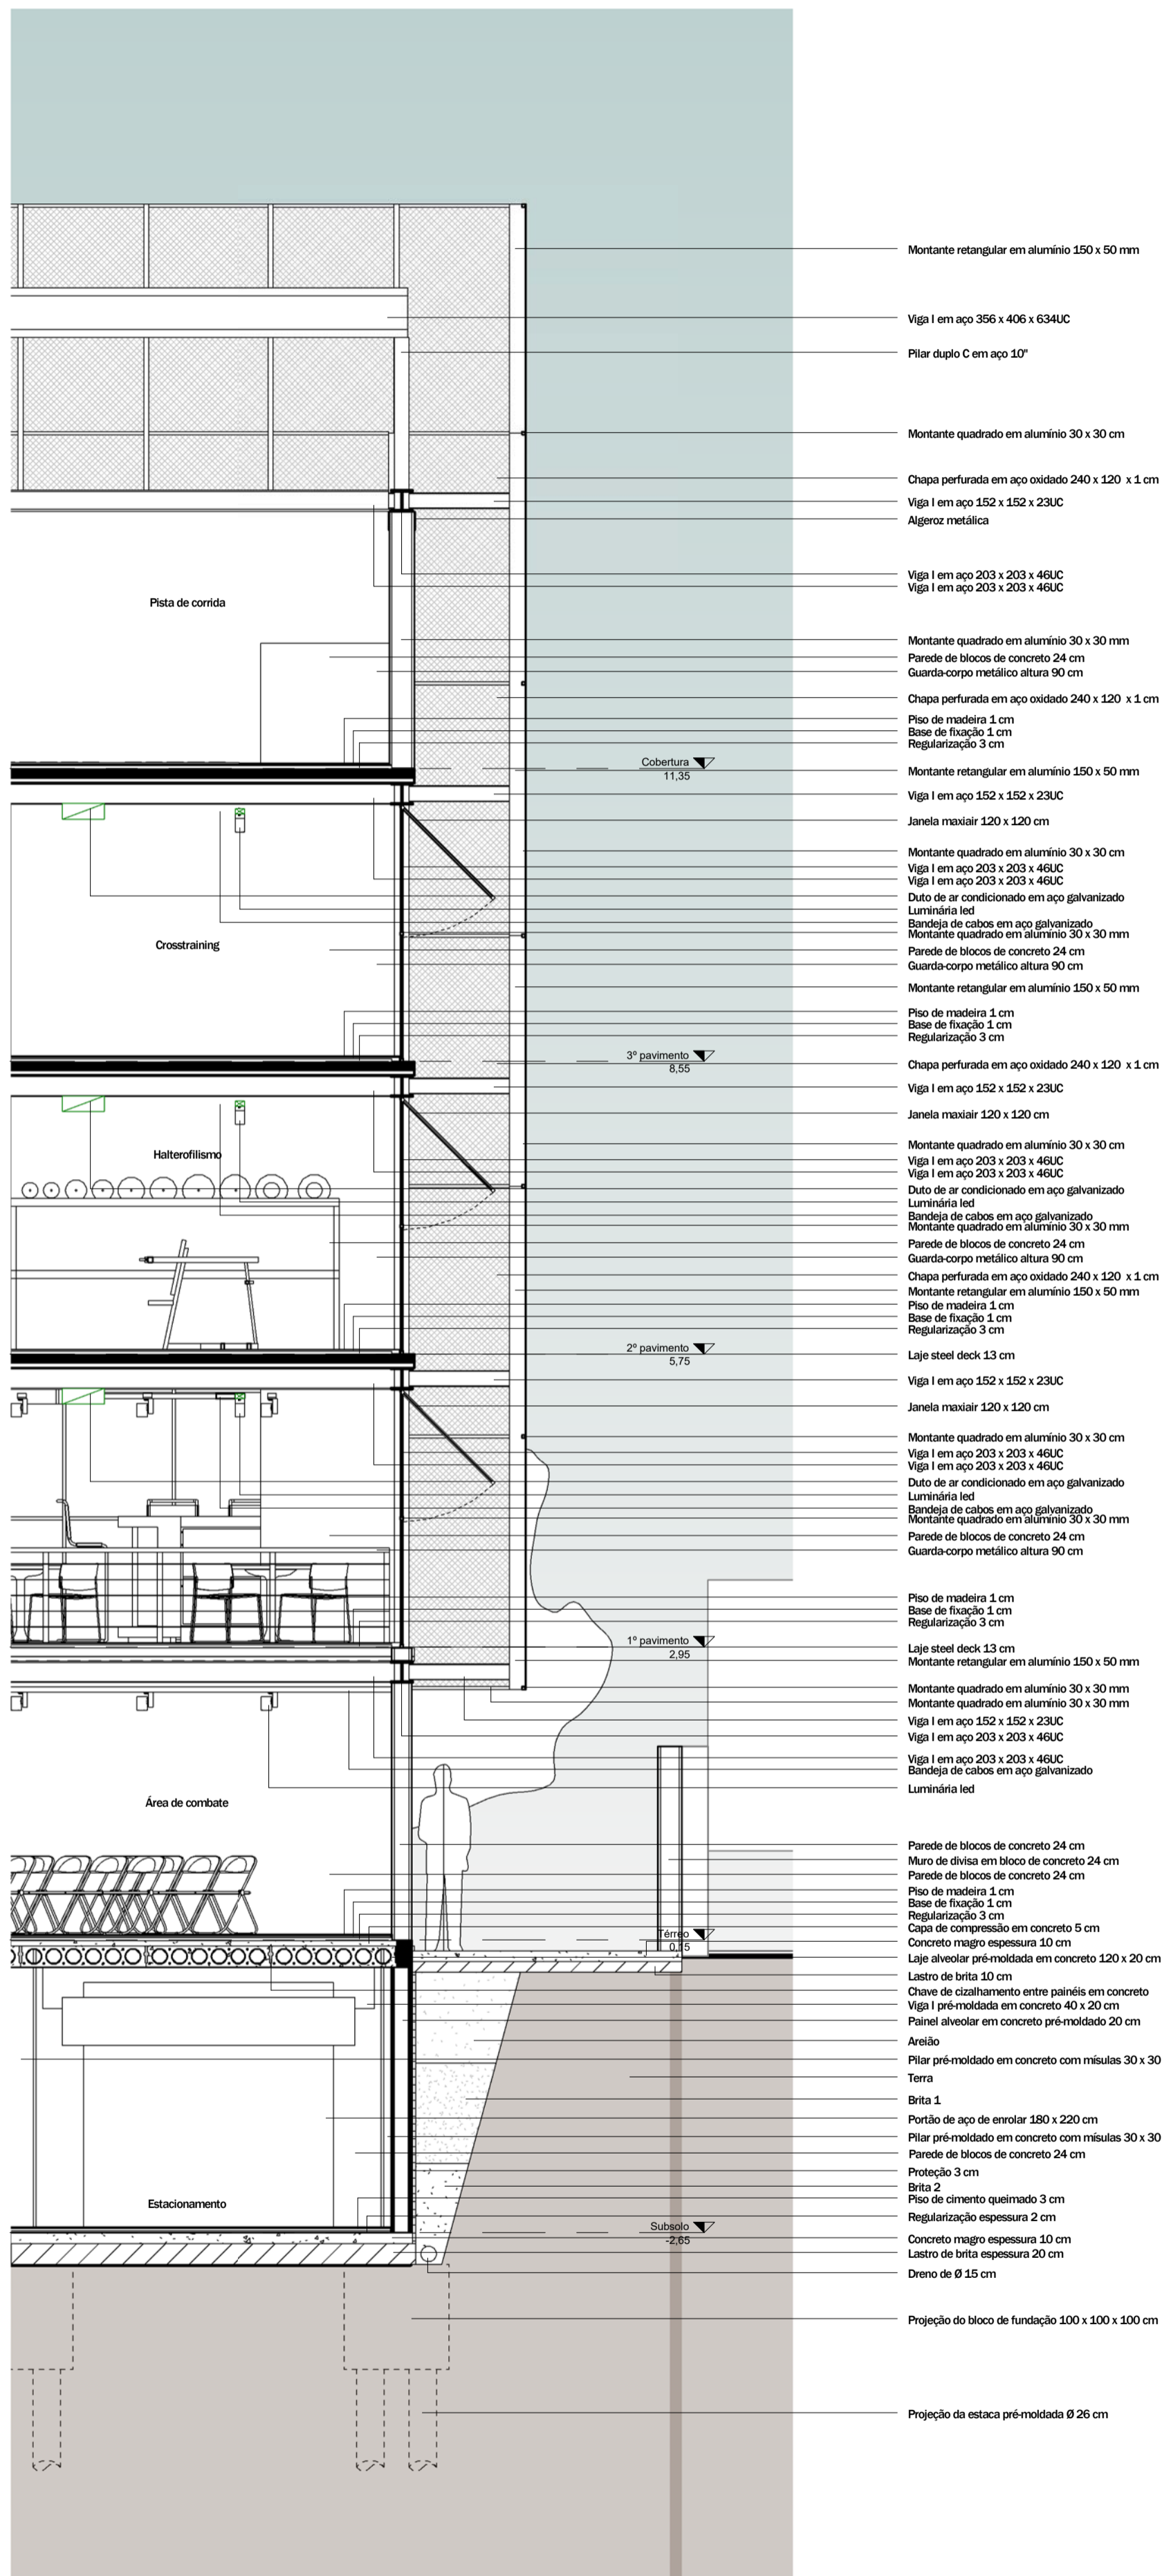 Montante retangular em alumínio 150 x 50 mm
Viga I em aço 356 x 406 x 634UC
Pilar duplo C em aço 10"
Montante quadrado em alumínio 30 x 30 cm
Chapa perfurada em aço oxidado 240 x 120 x 1 cm
Viga I em aço 152 x 152 x 23UC
Algeroz metálica
Viga I em aço 203 x 203 x 46UC
Viga I em aço 203 x 203 x 46UC
Pista de corrida
Montante quadrado em alumínio 30 x 30 mm
Parede de blocos de concreto 24 cm
Guarda-corpo metálico altura 90 cm
Chapa perfurada em aço oxidado 240 x 120 x 1 cm
Piso de madeira 1 cm
Base de fixação 1 cm
Regularização 3 cm
Cobertura
11,35
Montante retangular em alumínio 150 x 50 mm
Viga I em aço 152 x 152 x 23UC
Janela maxiair 120 x 120 cm
Montante quadrado em alumínio 30 x 30 cm
Viga I em aço 203 x 203 x 46UC
Viga I em aço 203 x 203 x 46UC
Duto de ar condicionado em aço galvanizado
Luminária led
Bandeja de cabos em aço galvanizado
Montante quadrado em alumínio 30 x 30 mm
Crosstraining
Parede de blocos de concreto 24 cm
Guarda-corpo metálico altura 90 cm
Montante retangular em alumínio 150 x 50 mm
Piso de madeira 1 cm
Base de fixação 1 cm
Regularização 3 cm
3º pavimento
8,55
Chapa perfurada em aço oxidado 240 x 120 x 1 cm
Viga I em aço 152 x 152 x 23UC
Janela maxiair 120 x 120 cm
Montante quadrado em alumínio 30 x 30 cm
Halterofilismo
Viga I em aço 203 x 203 x 46UC
Viga I em aço 203 x 203 x 46UC
Duto de ar condicionado em aço galvanizado
Luminária led
Bandeja de cabos em aço galvanizado
Montante quadrado em alumínio 30 x 30 mm
Parede de blocos de concreto 24 cm
Guarda-corpo metálico altura 90 cm
Chapa perfurada em aço oxidado 240 x 120 x 1 cm
Montante retangular em alumínio 150 x 50 mm
Piso de madeira 1 cm
Base de fixação 1 cm
Regularização 3 cm
2º pavimento
5,75
Laje steel deck 13 cm
Viga I em aço 152 x 152 x 23UC
Janela maxiair 120 x 120 cm
Montante quadrado em alumínio 30 x 30 cm
Viga I em aço 203 x 203 x 46UC
Viga I em aço 203 x 203 x 46UC
Duto de ar condicionado em aço galvanizado
Luminária led
Bandeja de cabos em aço galvanizado
Montante quadrado em alumínio 30 x 30 mm
Parede de blocos de concreto 24 cm
Guarda-corpo metálico altura 90 cm
Piso de madeira 1 cm
Base de fixação 1 cm
Regularização 3 cm
1º pavimento
2,95
Laje steel deck 13 cm
Montante retangular em alumínio 150 x 50 mm
Montante quadrado em alumínio 30 x 30 mm
Montante quadrado em alumínio 30 x 30 mm
Viga I em aço 152 x 152 x 23UC
Viga I em aço 203 x 203 x 46UC
Viga I em aço 203 x 203 x 46UC
Bandeja de cabos em aço galvanizado
Luminária led
Área de combate
Parede de blocos de concreto 24 cm
Muro de divisa em bloco de concreto 24 cm
Parede de blocos de concreto 24 cm
Piso de madeira 1 cm
Base de fixação 1 cm
Regularização 3 cm
Capa de compressão em concreto 5 cm
Térreo
0,15
Concreto magro espessura 10 cm
Laje alveolar pré-moldada em concreto 120 x 20 cm
Lastro de brita 10 cm
Chave de cizalhamento entre painéis em concreto
Viga I pré-moldada em concreto 40 x 20 cm
Painel alveolar em concreto pré-moldado 20 cm
Areião
Pilar pré-moldado em concreto com mísulas 30 x 30
Terra
Brita 1
Portão de aço de enrolar 180 x 220 cm
Pilar pré-moldado em concreto com mísulas 30 x 30
Parede de blocos de concreto 24 cm
Proteção 3 cm
Brita 2
Piso de cimento queimado 3 cm
Estacionamento
Regularização espessura 2 cm
Subsolo
-2,65
Concreto magro espessura 10 cm
Lastro de brita espessura 20 cm
Dreno de Ø 15 cm
Projeção do bloco de fundação 100 x 100 x 100 cm
Projeção da estaca pré-moldada Ø 26 cm